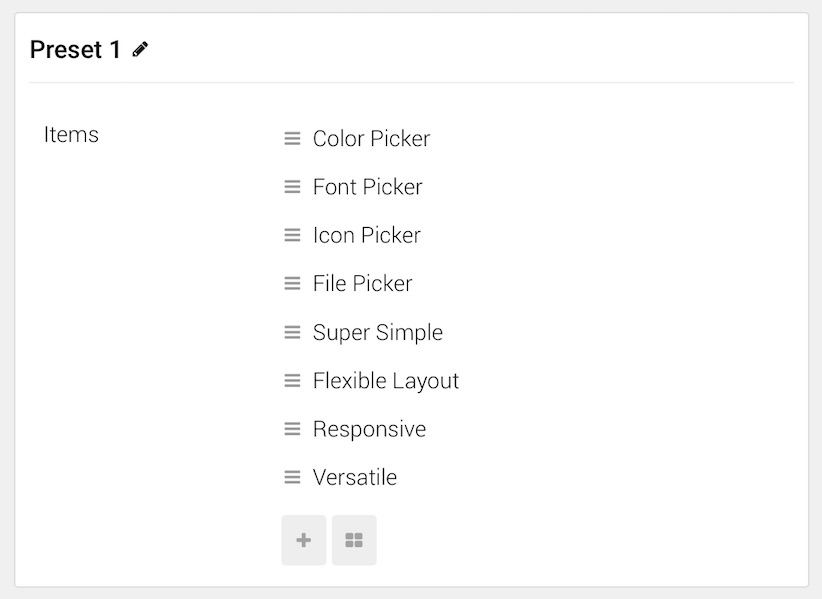 Preset 1
Items
Color Picker
Font Picker
Icon Picker
File Picker
Super Simple
Flexible Layout
Responsive
Versatile